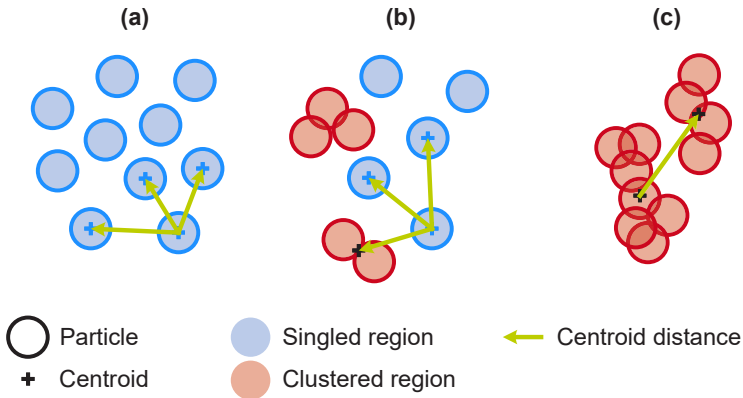 (a) (b) (c)
Particle Singled region Centroid distance
Centroid Clustered region